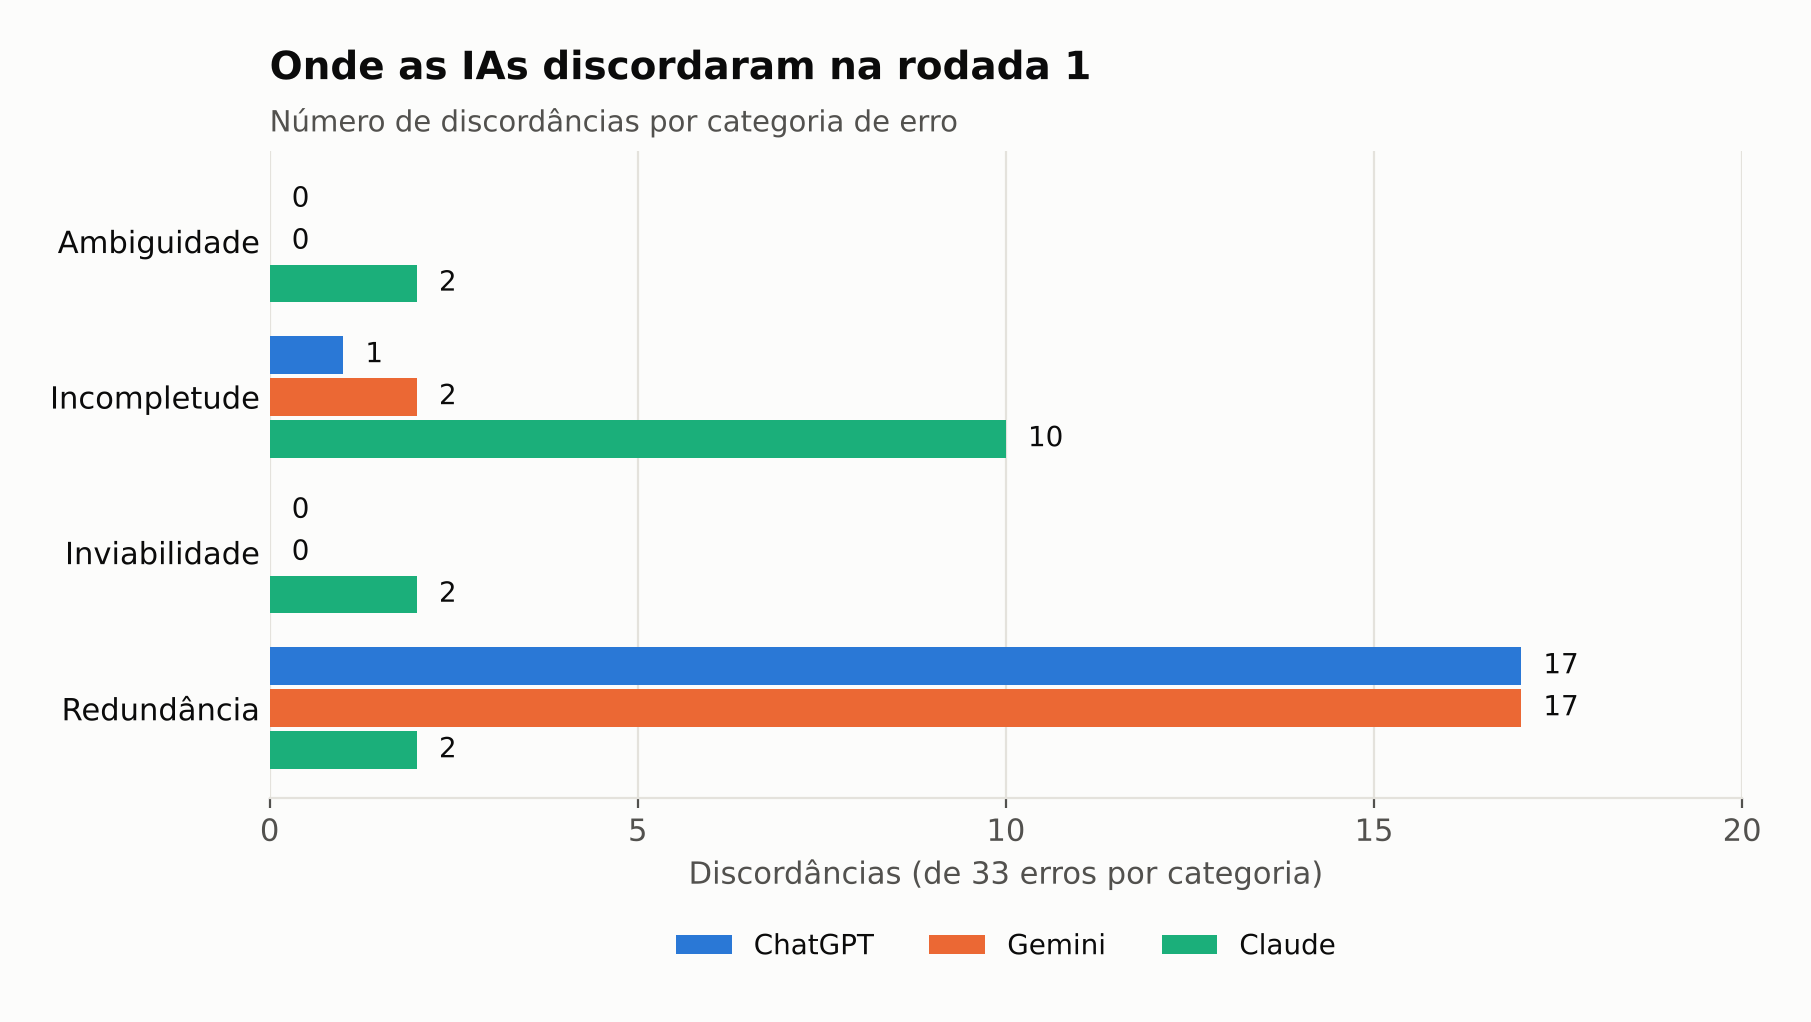 Onde as IAs discordaram na rodada 1
Número de discordâncias por categoria de erro
Ambiguidade
0
0
2
Incompletude
1
2
10
Inviabilidade
0
0
2
Redundância
17
17
2
0 5 10 15 20
Discordâncias (de 33 erros por categoria)
ChatGPT Gemini Claude